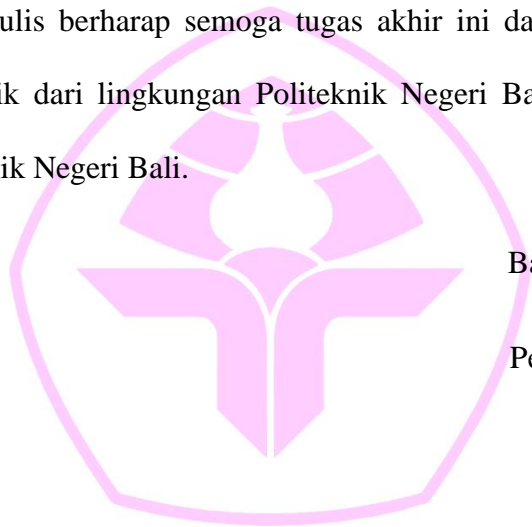 ulis berharap semoga tugas akhir ini da
ik dari lingkungan Politeknik Negeri Ba
ik Negeri Bali.
Ba
Pe